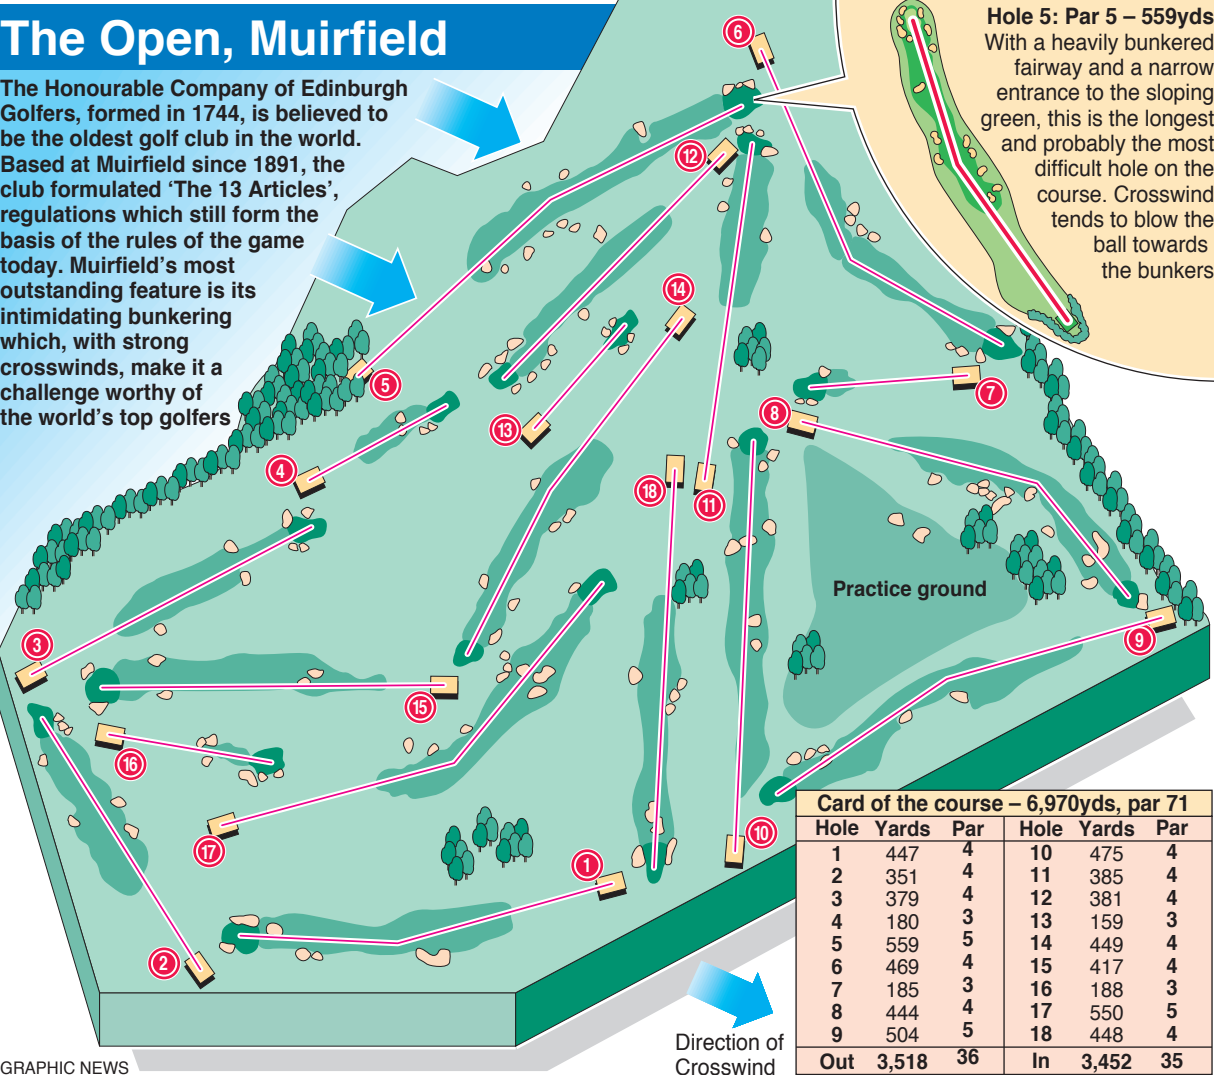 The Open, Muirfield
The Honourable Company of Edinburgh
Golfers, formed in 1744, is believed to
be the oldest golf club in the world.
Based at Muirfield since 1891, the
club formulated ‘The 13 Articles’,
regulations which still form the
basis of the rules of the game
today. Muirfield’s most
outstanding feature is its
intimidating bunkering
which, with strong
crosswinds, make it a
challenge worthy of
the world’s top golfers
Hole 5: Par 5 – 559yds
With a heavily bunkered
fairway and a narrow
entrance to the sloping
green, this is the longest
and probably the most
difficult hole on the
course. Crosswind
tends to blow the
ball towards
the bunkers
6
12
14
5
7
8
13
4
18
11
Practice ground
3
9
15
16
17
10
1
2
Card of the course – 6,970yds, par 71
Hole Yards Par Hole Yards Par
1 447 4 10 475 4
2 351 4 11 385 4
3 379 4 12 381 4
4 180 3 13 159 3
5 559 5 14 449 4
6 469 4 15 417 4
7 185 3 16 188 3
8 444 4 17 550 5
9 504 5 18 448 4
Out 3,518 36 In 3,452 35
Direction of
Crosswind
GRAPHIC NEWS